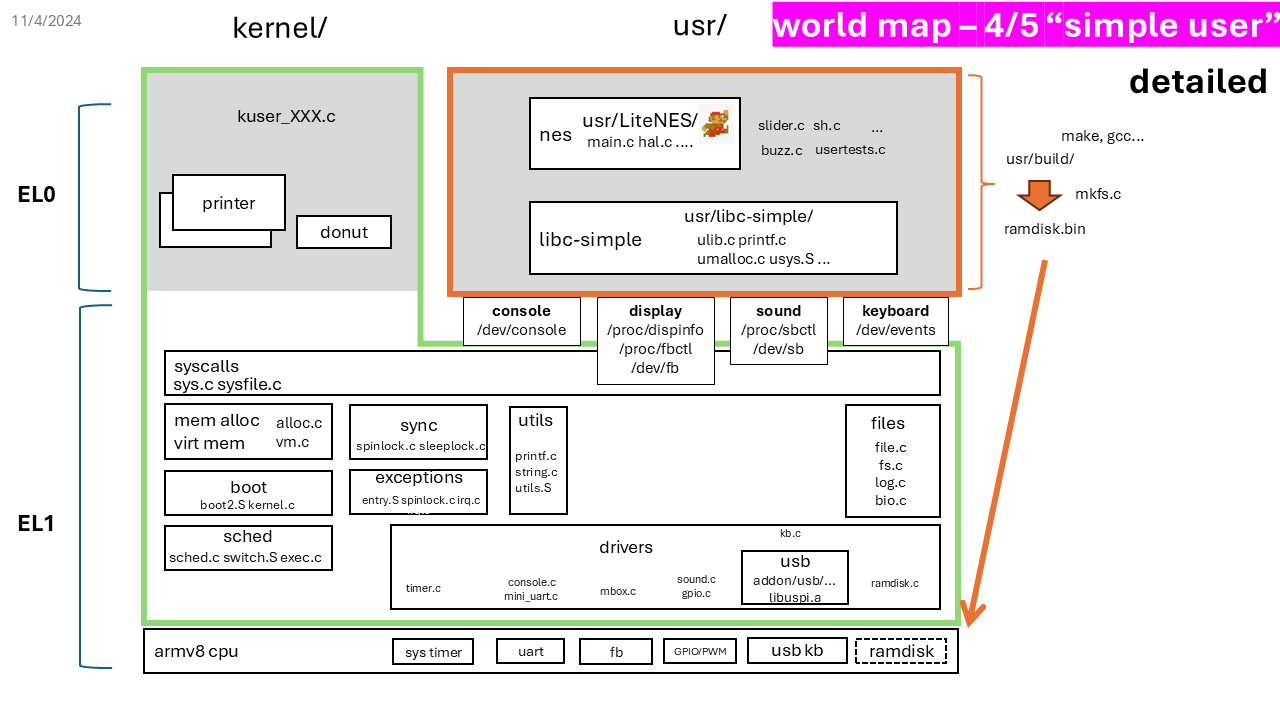 11/4/2024
kernel/
usr/
world map – 4/5 “simple user”
detailed
EL0
kuser_XXX.c
printer
donut
nes
usr/LiteNES/
main.c hal.c ....
slider.c sh.c ...
buzz.c usertests.c
libc-simple
usr/libc-simple/
ulib.c printf.c
umalloc.c usys.S ...
make, gcc...
usr/build/
mkfs.c
ramdisk.bin
console
/dev/console
display
/proc/dispinfo
/proc/fbctl
/dev/fb
sound
/proc/sbctl
/dev/sb
keyboard
/dev/events
EL1
syscalls
sys.c sysfile.c
mem alloc alloc.c
virt mem vm.c
sync
spinlock.c sleeplock.c
utils
printf.c
string.c
utils.S
files
file.c
fs.c
log.c
bio.c
boot
boot2.S kernel.c
exceptions
entry.S spinlock.c irq.c
sched
sched.c switch.S exec.c
drivers
timer.c
console.c
mini_uart.c
mbox.c
sound.c
gpio.c
kb.c
usb
addon/usb/...
libuspi.a
ramdisk.c
armv8 cpu
sys timer
uart
fb
GPIO/PWM
usb kb
ramdisk